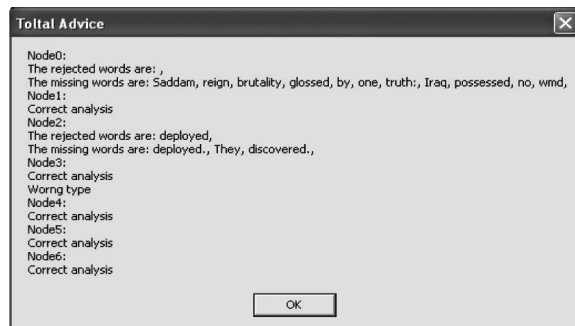 Toltal Advice
Node0:
The rejected words are: ,
The missing words are: Saddam, reign, brutality, glossed, by, one, truth:, Iraq, possessed, no, wmd,
Node1:
Correct analysis
Node2:
The rejected words are: deployed,
The missing words are: deployed., They, discovered.,
Node3:
Correct analysis
Worng type
Node4:
Correct analysis
Node5:
Correct analysis
Node6:
Correct analysis
OK